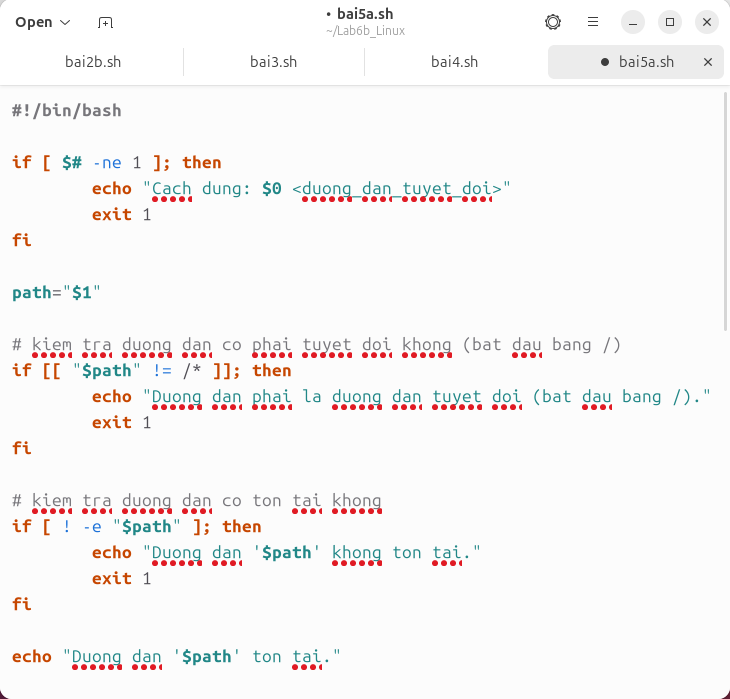 Open
• bai5a.sh
~/Lab6b_Linux
bai2b.sh
bai3.sh
bai4.sh
● bai5a.sh
#!/bin/bash
if [ $# -ne 1 ]; then
echo "Cach dung: $0 <duong_dan_tuyet_doi>"
exit 1
fi
path="$1"
# kiem tra duong dan co phai tuyet doi khong (bat dau bang /)
if [[ "$path" != /* ]]; then
echo "Duong dan phai la duong dan tuyet doi (bat dau bang /)."
exit 1
fi
# kiem tra duong dan co ton tai khong
if [ ! -e "$path" ]; then
echo "Duong dan '$path' khong ton tai."
exit 1
fi
echo "Duong dan '$path' ton tai."